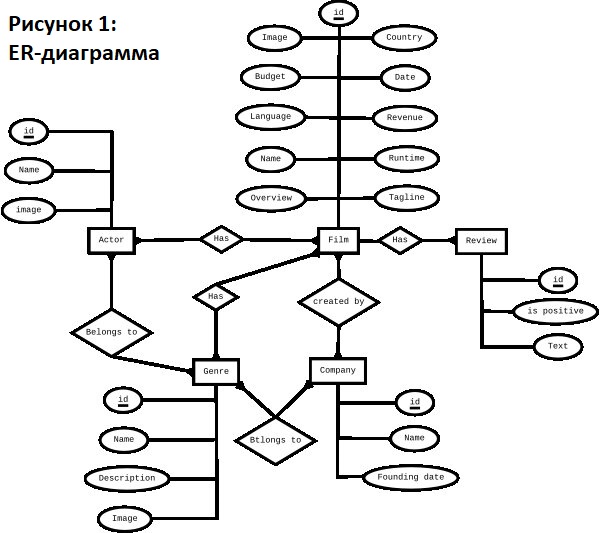 Рисунок 1:
ER-диаграмма
id
Image
Country
Budget
Date
Language
Revenue
Name
Runtime
Overview
Tagline
id
Name
image
Actor
Has
Film
Has
Review
id
is positive
Text
Has
created by
Belongs to
Genre
Company
id
Name
Description
Image
Btlongs to
id
Name
Founding date